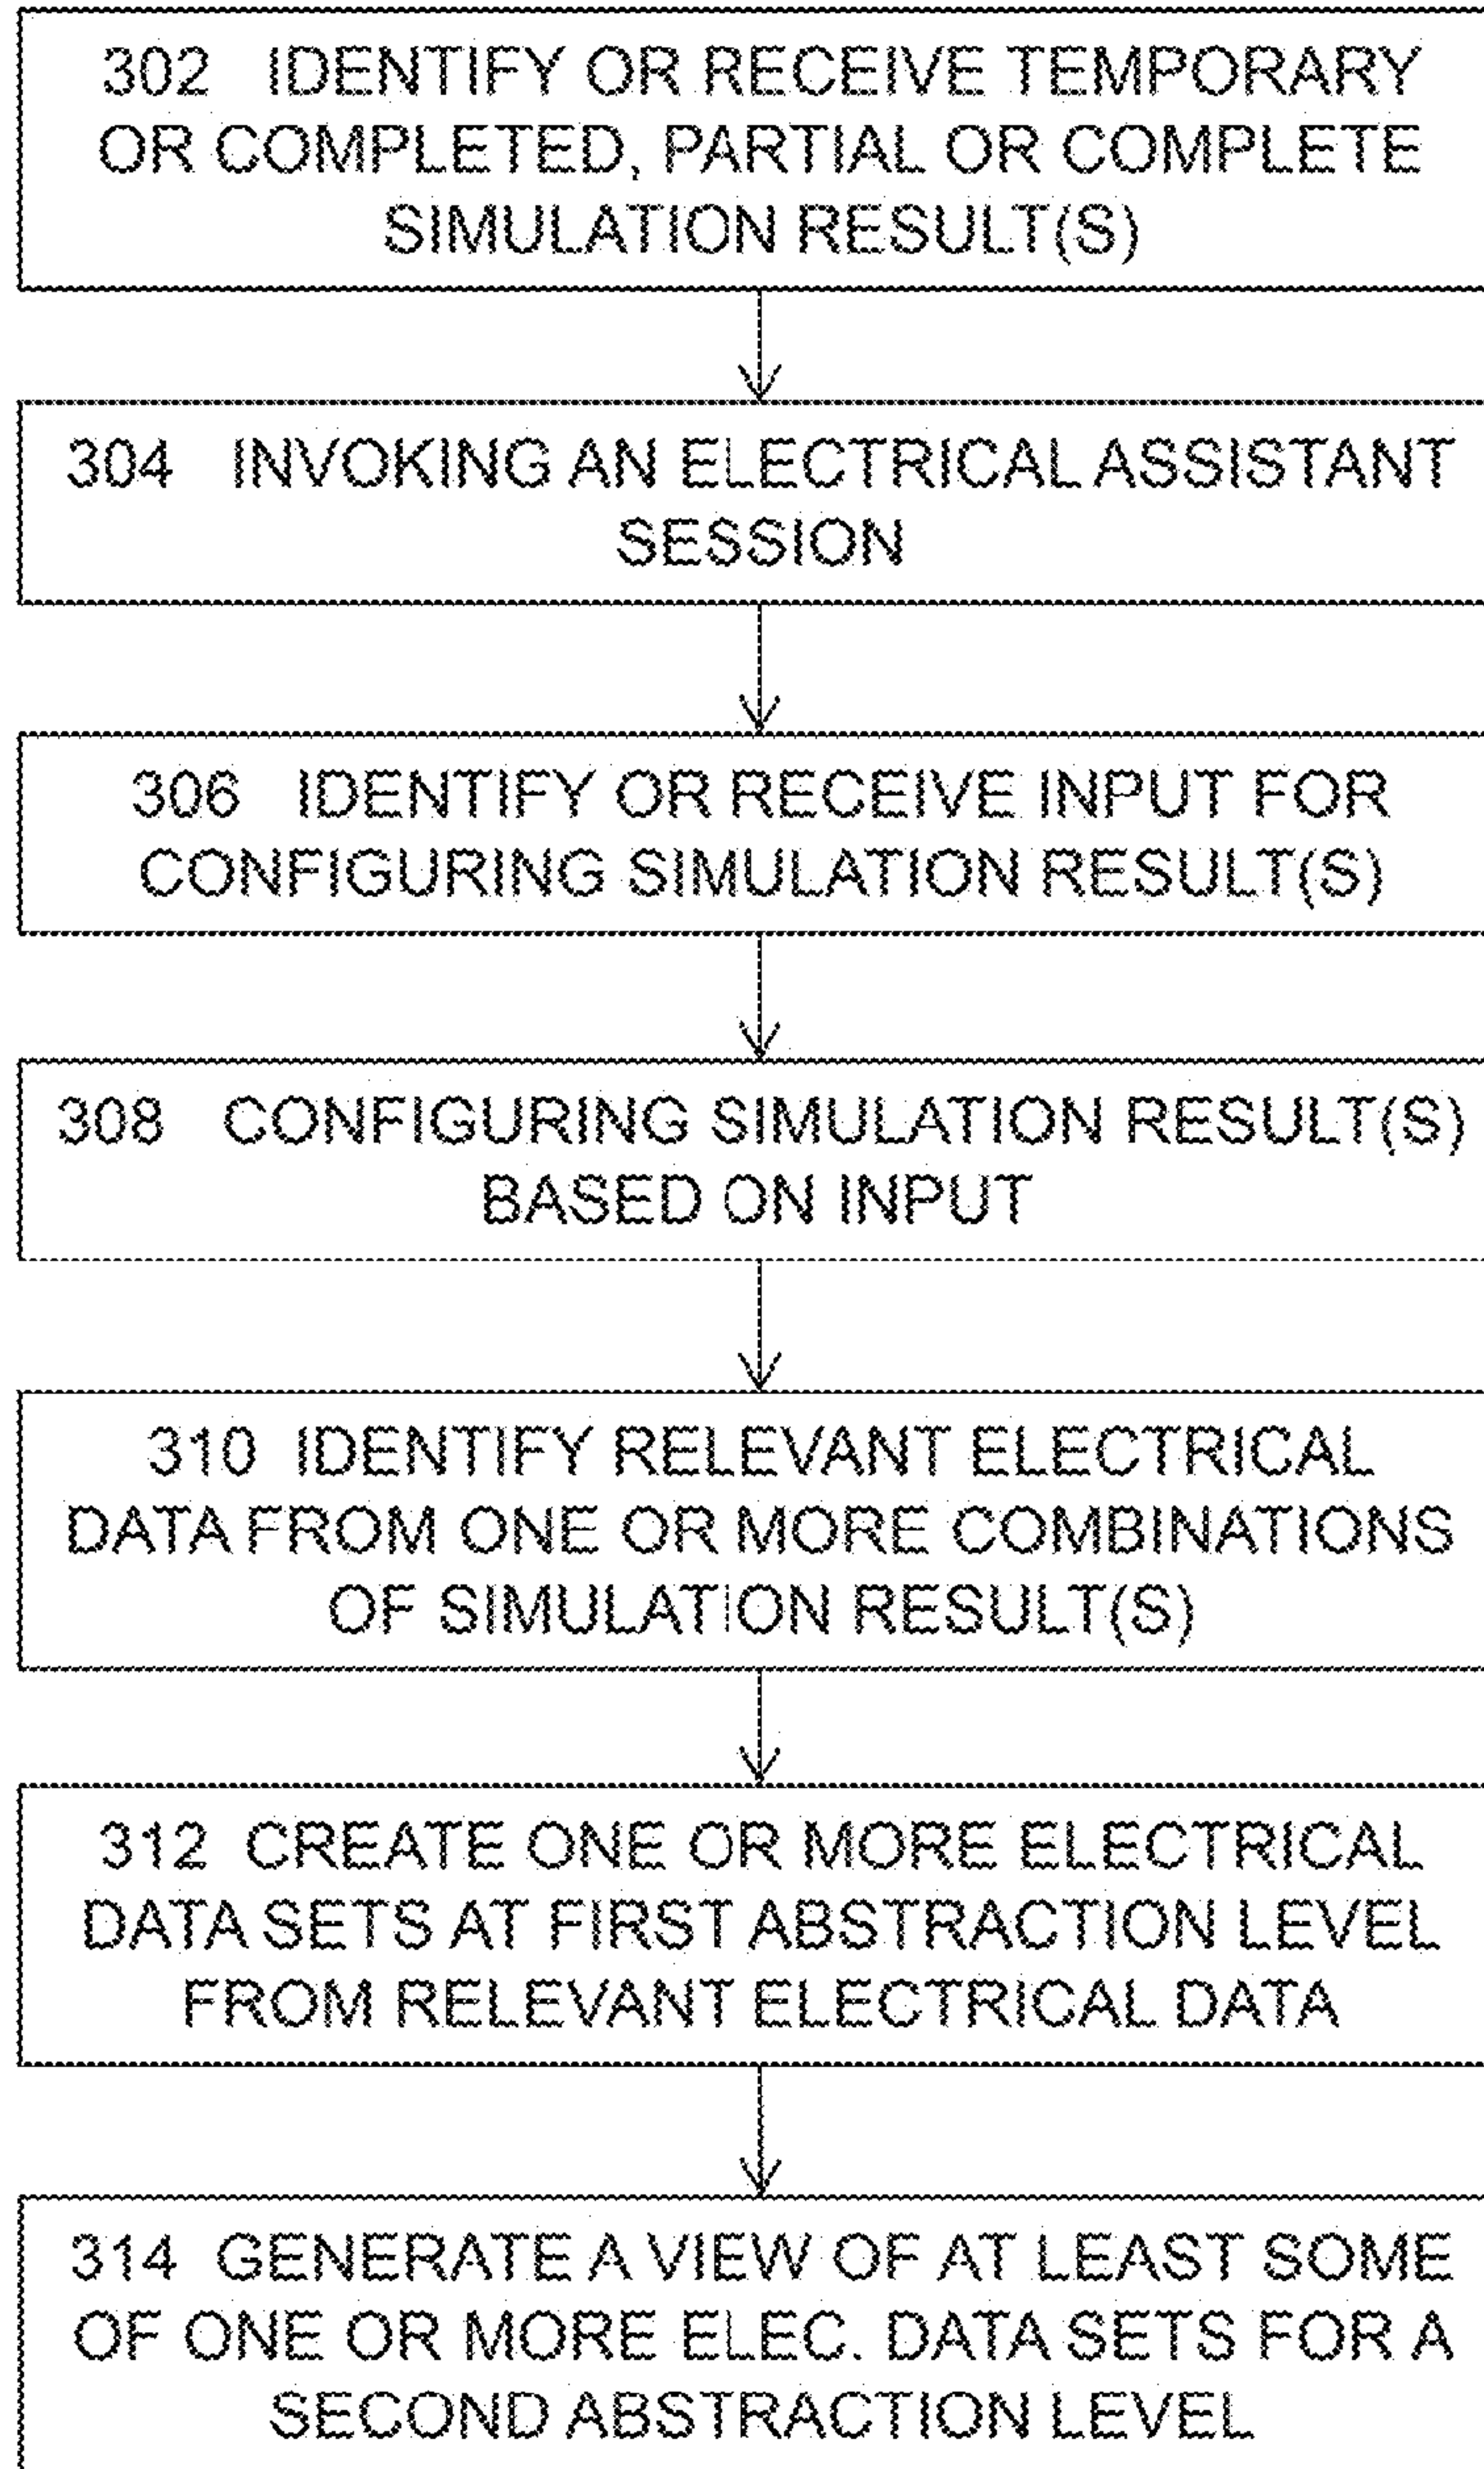 302 IDENTIFY OR RECEIVE TEMPORARY
OR COMPLETED, PARTIAL OR COMPLETE
SIMULATION RESULT(S)
304 INVOKING AN ELECTRICAL ASSISTANT
SESSION
306 IDENTIFY OR RECEIVE INPUT FOR
CONFIGURING SIMULATION RESULT(S)
308 CONFIGURING SIMULATION RESULT(S)
BASED ON INPUT
310 IDENTIFY RELEVANT ELECTRICAL
DATA FROM ONE OR MORE COMBINATIONS
OF SIMULATION RESULT(S)
312 CREATE ONE OR MORE ELECTRICAL
DATA SETS AT FIRST ABSTRACTION LEVEL
FROM RELEVANT ELECTRICAL DATA
314 GENERATE A VIEW OF AT LEAST SOME
OF ONE OR MORE ELEC. DATA SETS FOR A
SECOND ABSTRACTION LEVEL